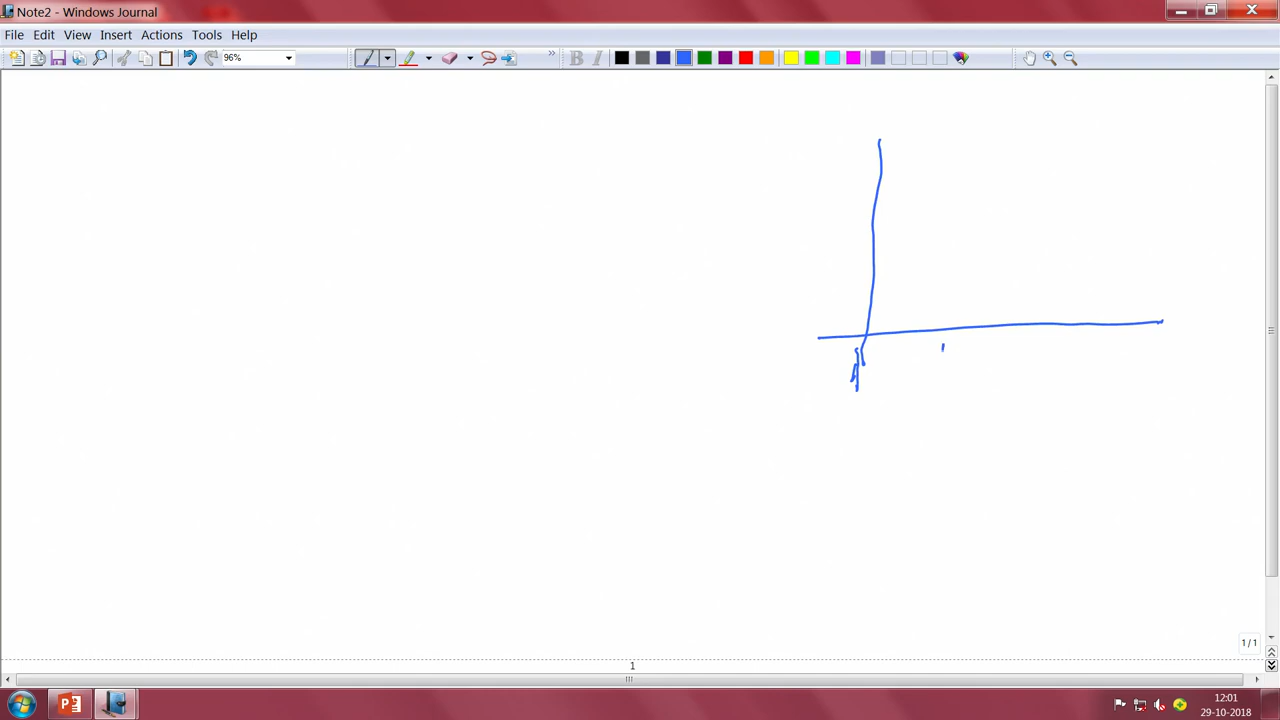 Note2 - Windows Journal
File Edit View Insert Actions Tools Help
96%
B I
1 / 1
1
12:01
29-10-2018